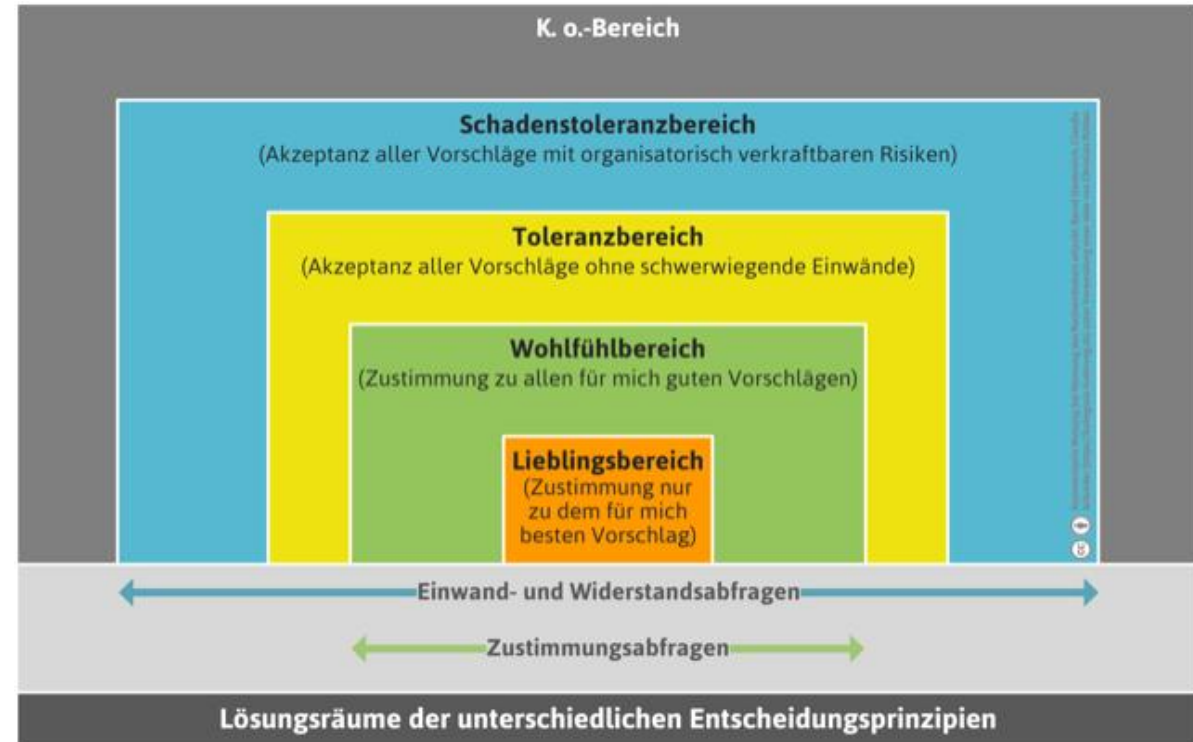 K. o.-Bereich
Schadenstoleranzbereich
(Akzeptanz aller Vorschläge mit organisatorisch verkraftbaren Risiken)
Toleranzbereich
(Akzeptanz aller Vorschläge ohne schwerwiegende Einwände)
Wohlfühlbereich
(Zustimmung zu allen für mich guten Vorschlägen)
Lieblingsbereich
(Zustimmung nur
zu dem für mich
besten Vorschlag)
Einwand- und Widerstandsabfragen
Zustimmungsabfragen
Lösungsräume der unterschiedlichen Entscheidungsprinzipien